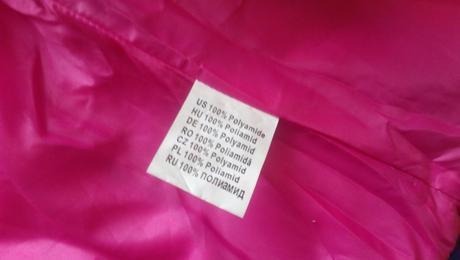 US 100% Polyamide
HU 100% Poliamid
DE 100% Polyamid
RO 100% Poliamidă
CZ 100% Polyamid
PL 100% Poliamid
RU 100% ПОЛИАМИД